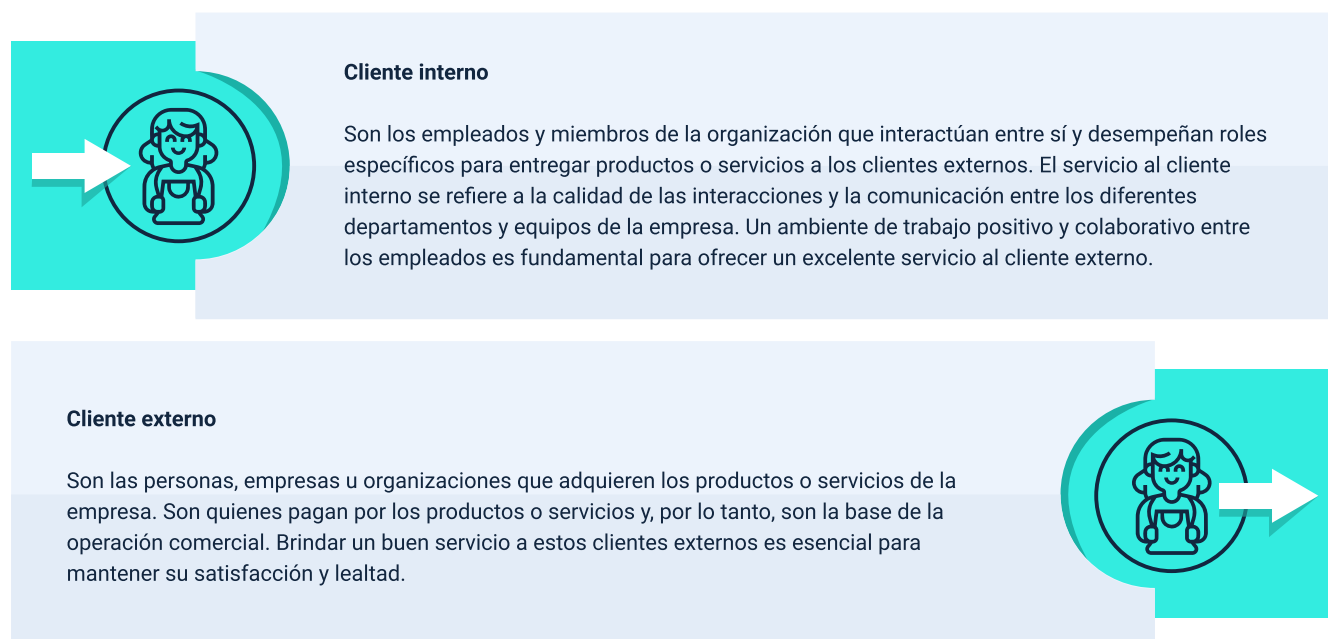 Cliente interno
Son los empleados y miembros de la organización que interactúan entre sí y desempeñan roles
específicos para entregar productos o servicios a los clientes externos. El servicio al cliente
interno se refiere a la calidad de las interacciones y la comunicación entre los diferentes
departamentos y equipos de la empresa. Un ambiente de trabajo positivo y colaborativo entre
los empleados es fundamental para ofrecer un excelente servicio al cliente externo.
Cliente externo
Son las personas, empresas u organizaciones que adquieren los productos o servicios de la
empresa. Son quienes pagan por los productos o servicios y, por lo tanto, son la base de la
operación comercial. Brindar un buen servicio a estos clientes externos es esencial para
mantener su satisfacción y lealtad.